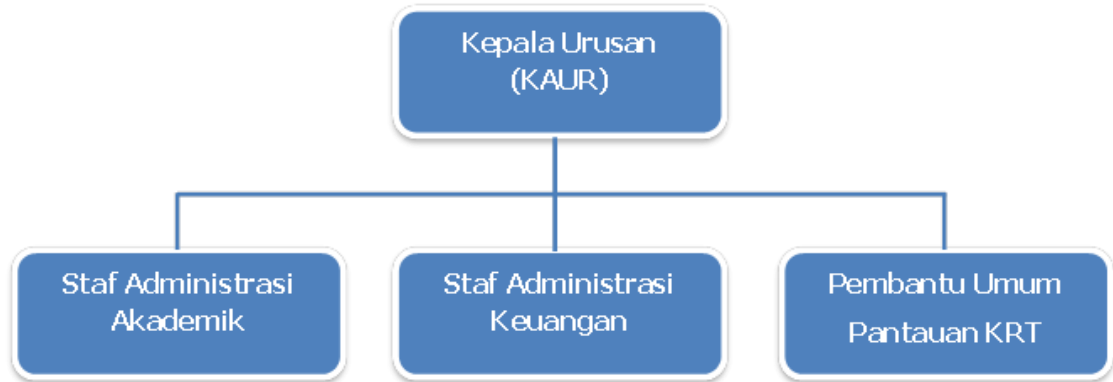 Kepala Urusan
(KAUR)
Staf Administrasi
Akademik
Staf Administrasi
Keuangan
Pembantu Umum
Pantauan KRT